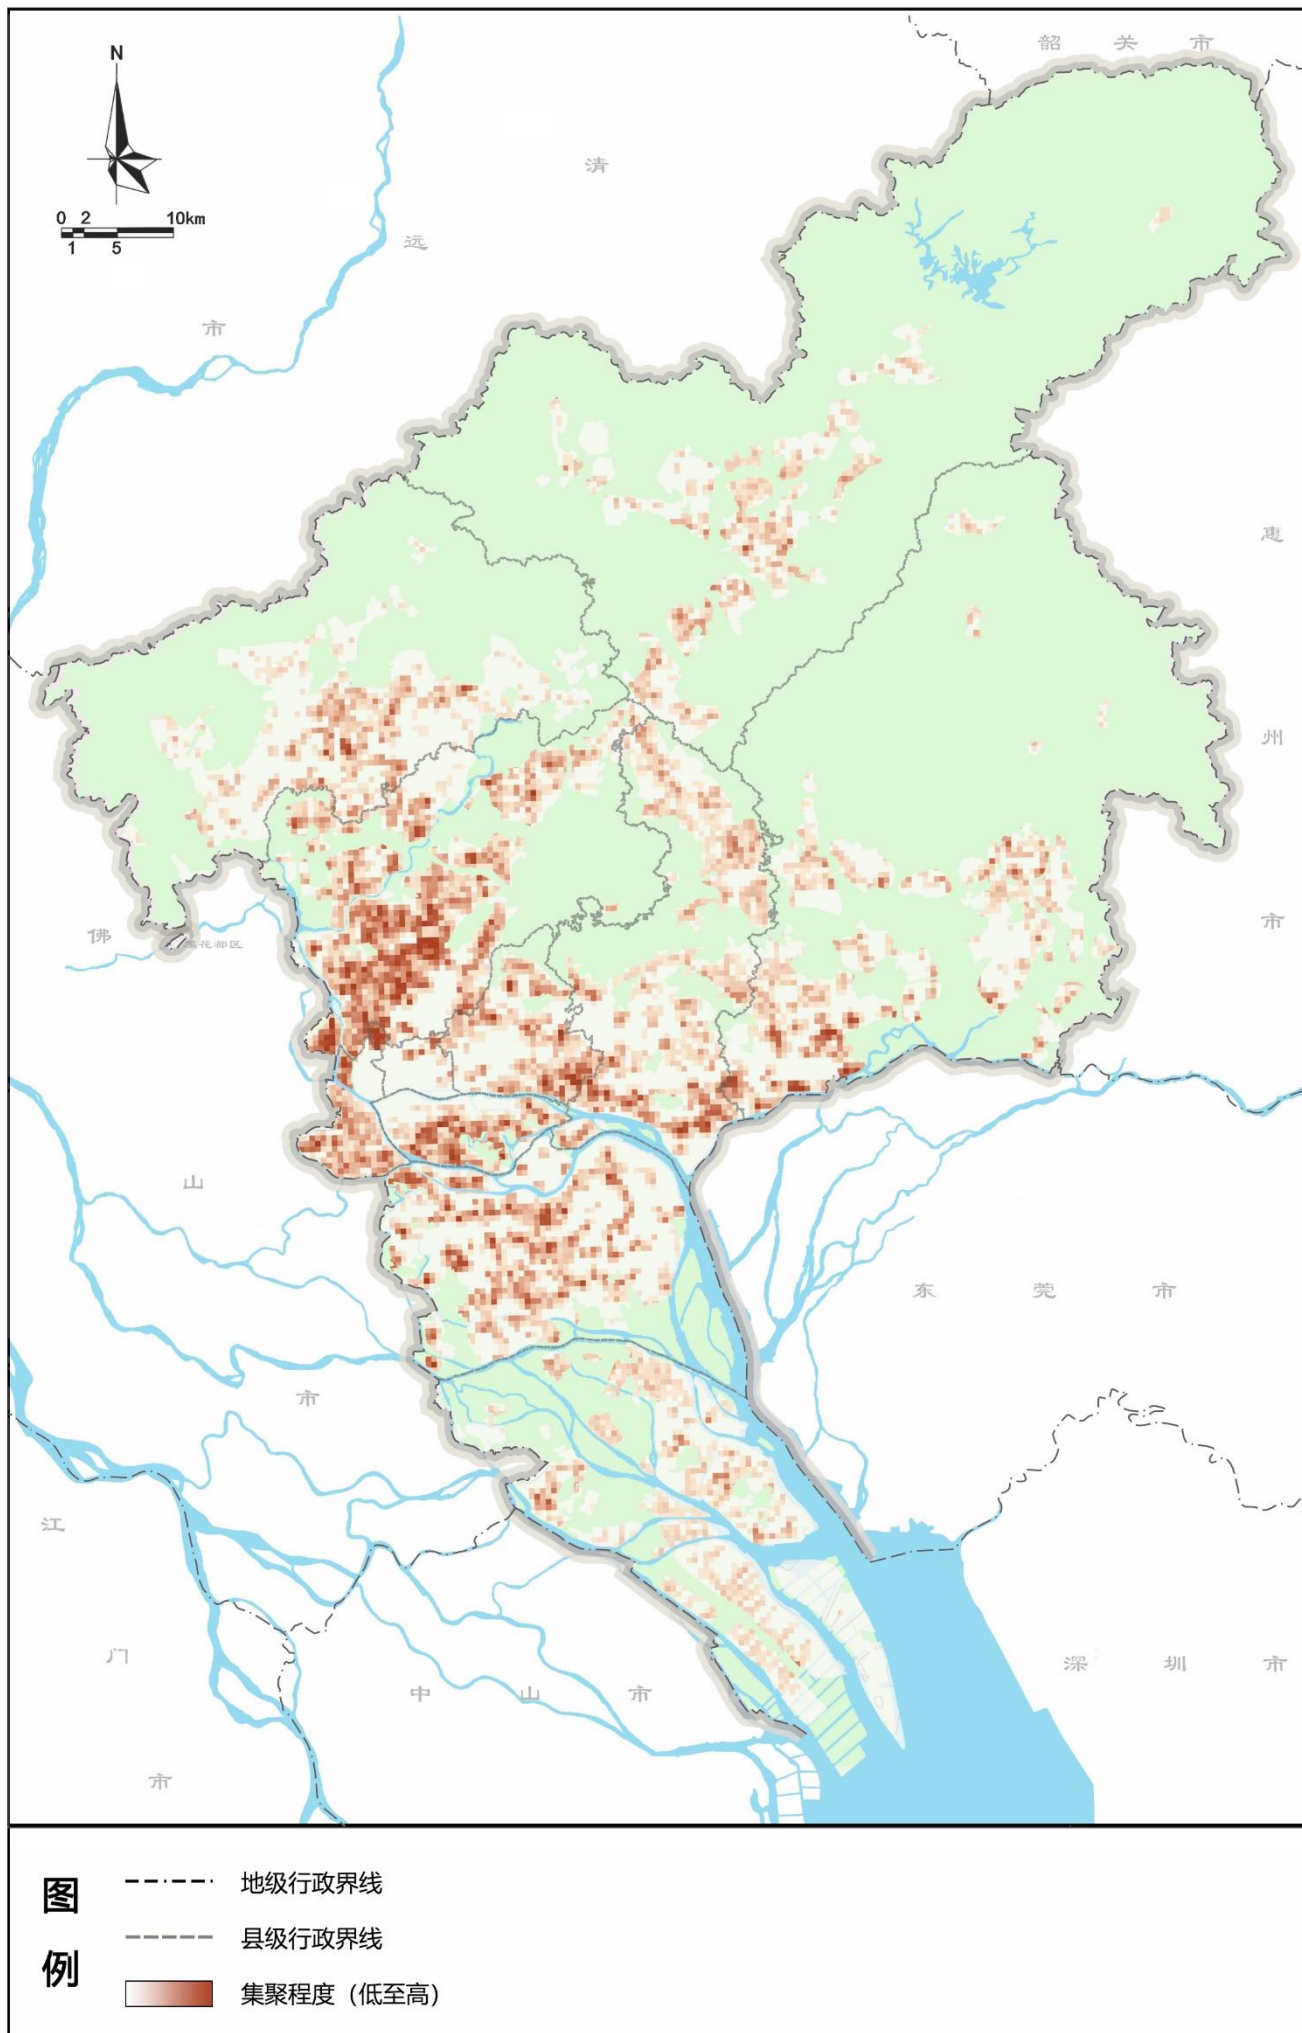 韶 关 市
N
清
0 2 10km
1 5
远
市
惠
州
佛
市
山
东 莞 市
市
江
门
深 圳 市
中 山 市
市
图
例
地级行政界线
县级行政界线
集聚程度（低至高）